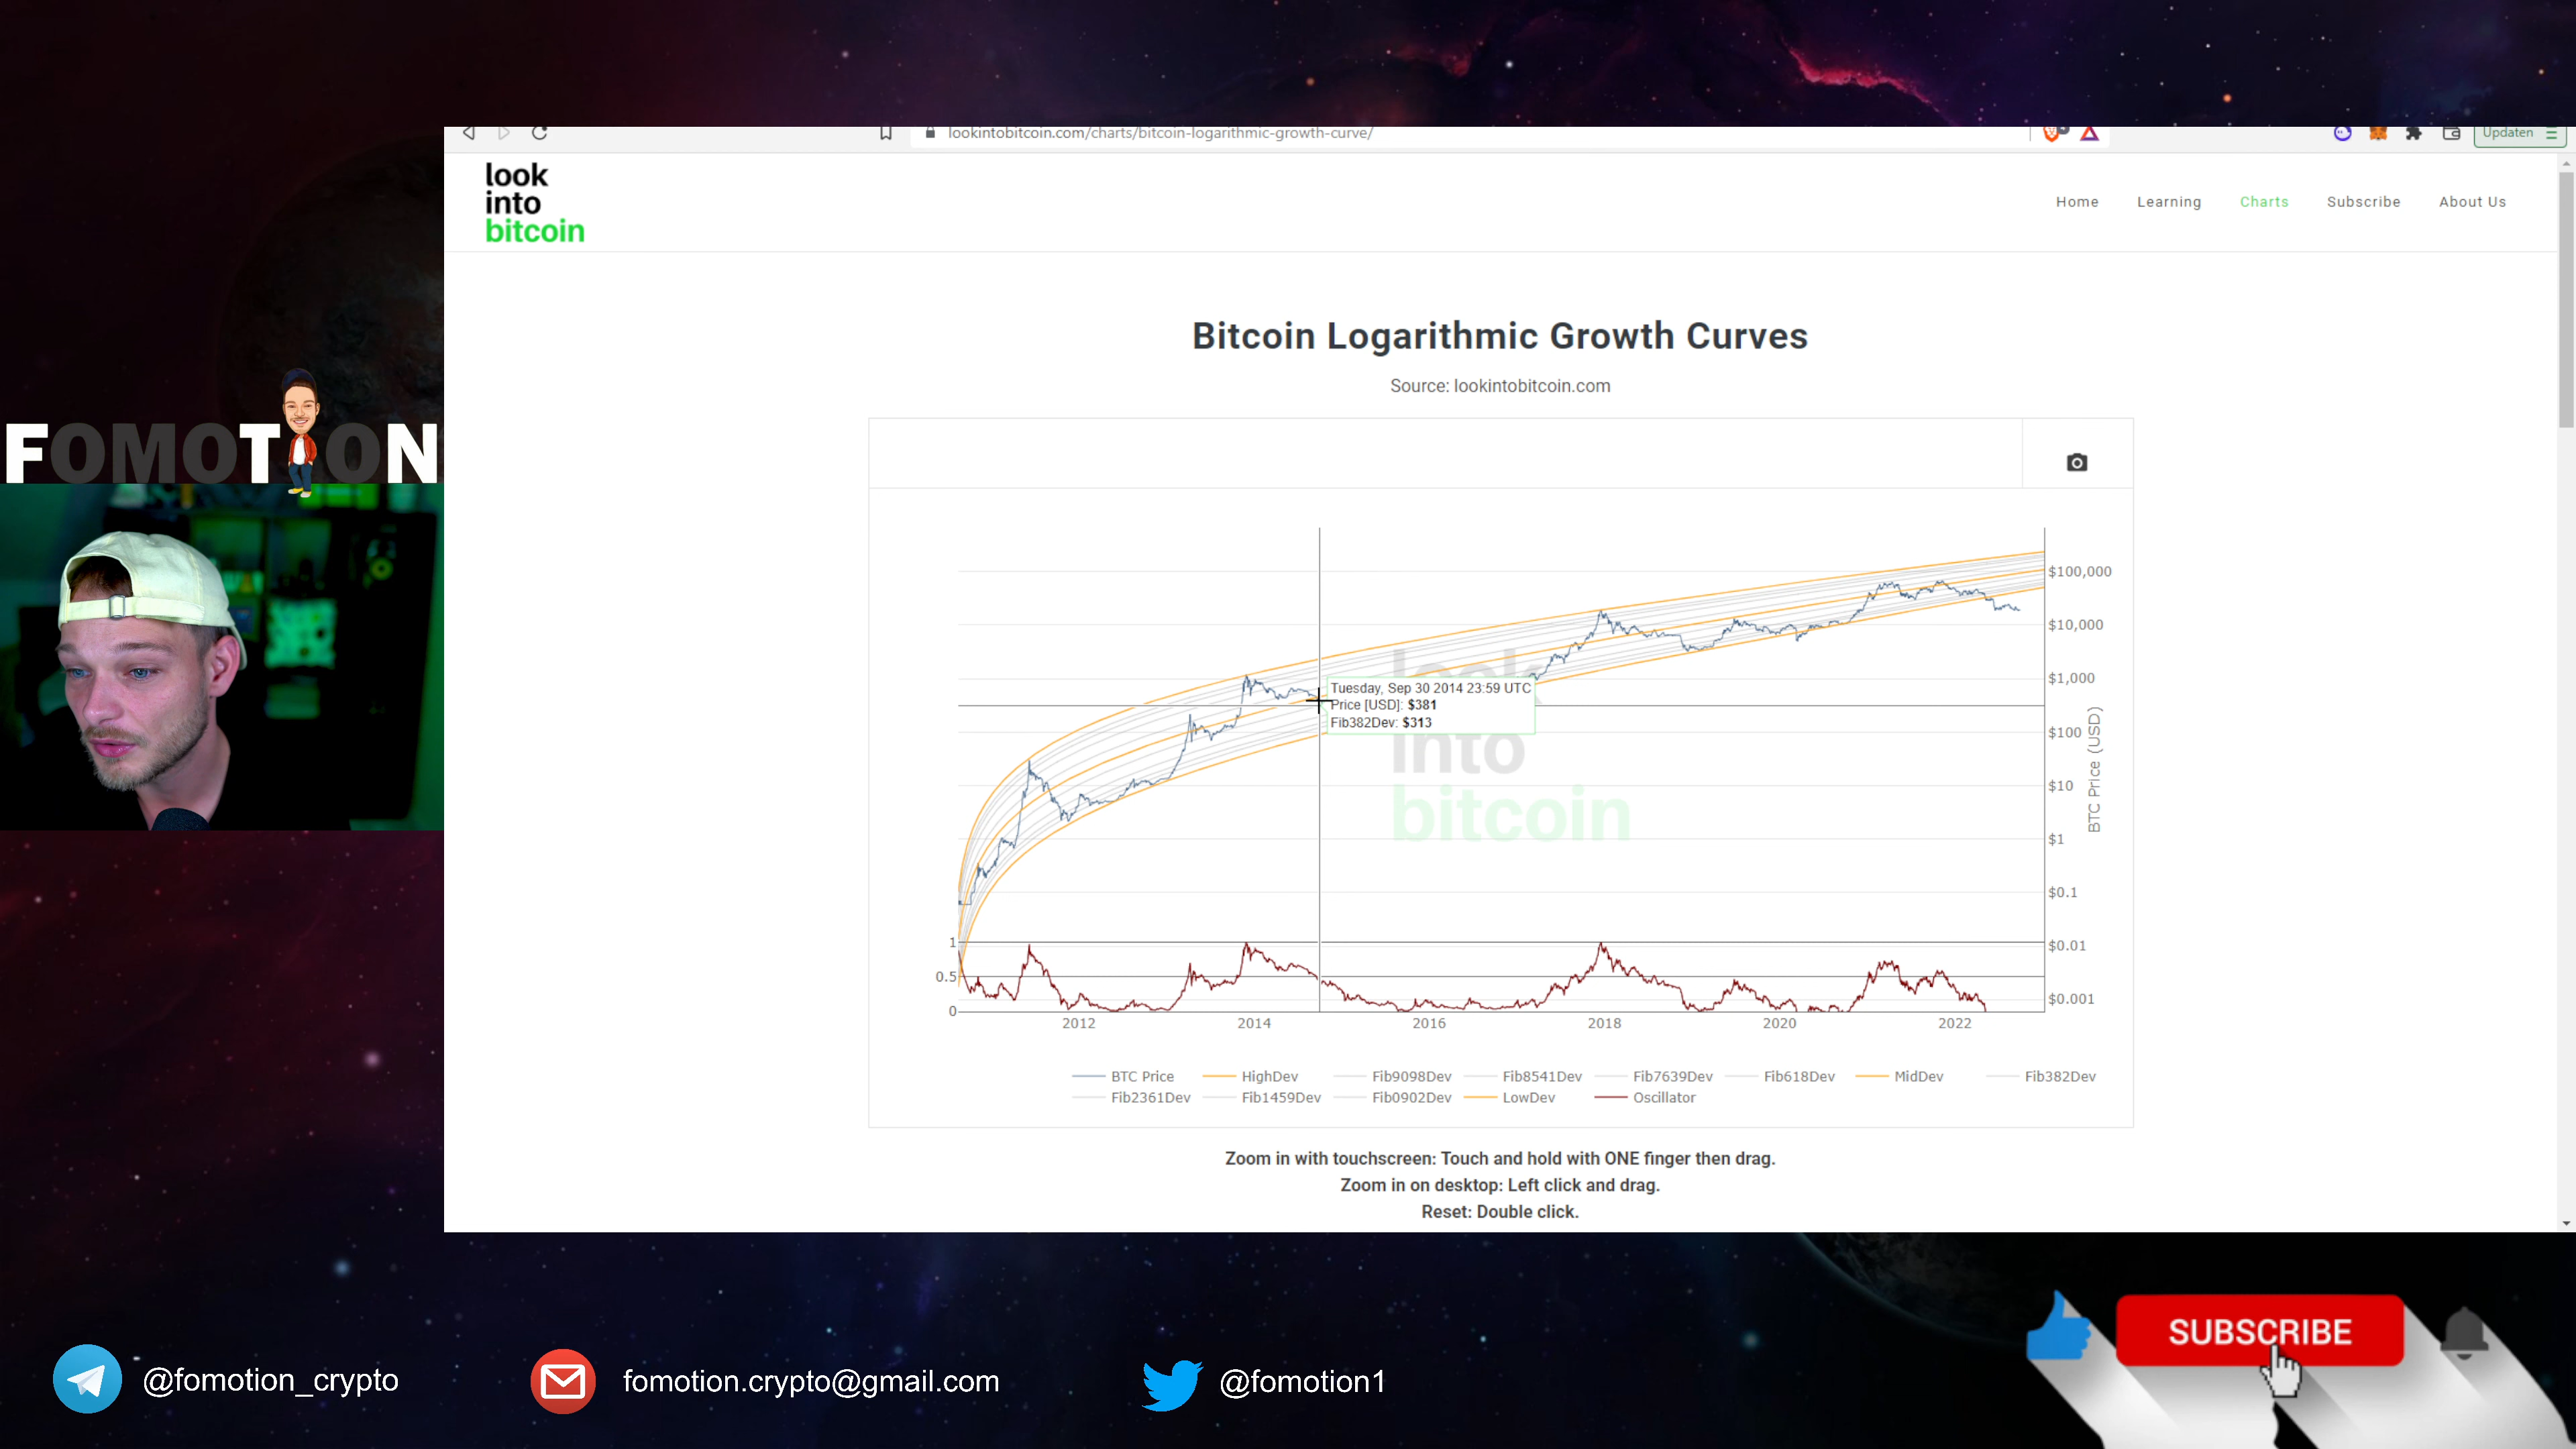 lookintobitcoin.com/charts/bitcoin-logarithmic-growth-curve/
Updaten
look
into
bitcoin
Home
Learning
Charts
Subscribe
About Us
Bitcoin Logarithmic Growth Curves
Source: lookintobitcoin.com
FOMOTION
$100,000
$10,000
$1,000
$100
$10
$1
$0.1
$0.01
$0.001
BTC Price (USD)
look
into
bitcoin
Tuesday, Sep 30 2014 23:59 UTC
Price [USD]: $381
Fib382Dev: $313
1
0.5
0
2012
2014
2016
2018
2020
2022
BTC Price
HighDev
Fib9098Dev
Fib8541Dev
Fib7639Dev
Fib618Dev
MidDev
Fib382Dev
Fib2361Dev
Fib1459Dev
Fib0902Dev
LowDev
Oscillator
Zoom in with touchscreen: Touch and hold with ONE finger then drag.
Zoom in on desktop: Left click and drag.
Reset: Double click.
@fomotion_crypto
fomotion.crypto@gmail.com
@fomotion1
SUBSCRIBE